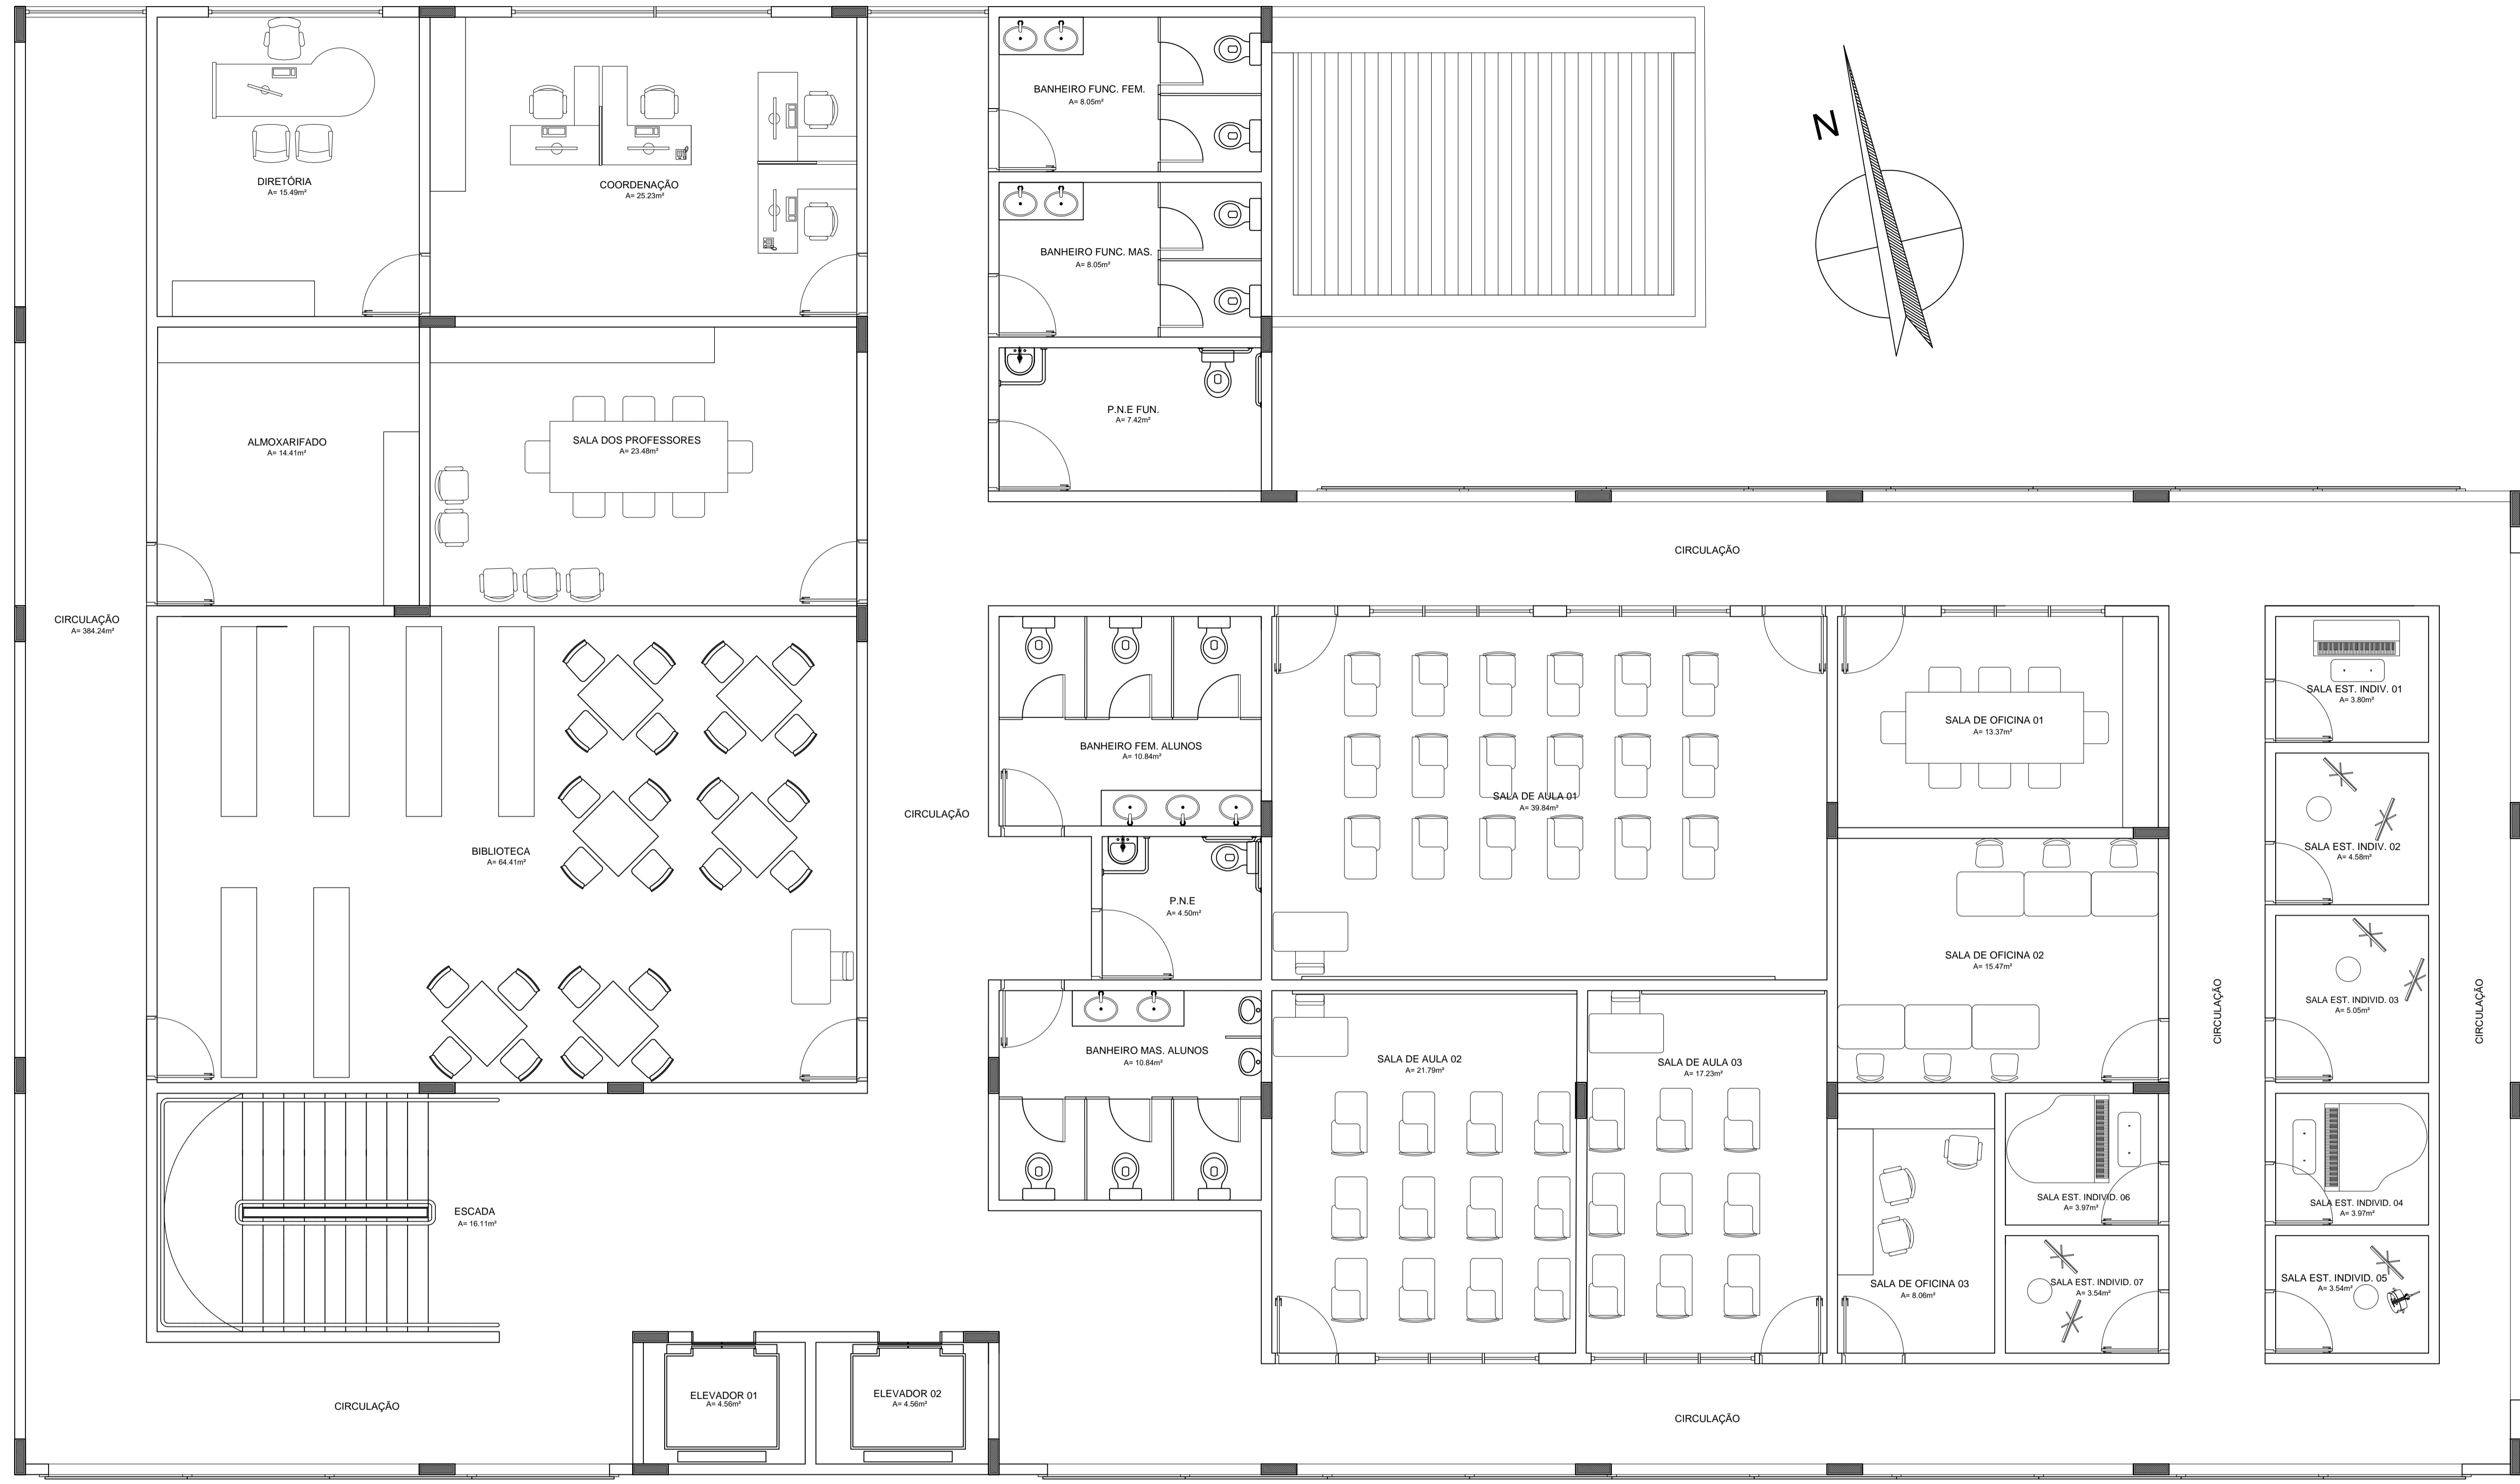 DIRETÓRIA
A= 15.49m²
COORDENAÇÃO
A= 25.23m²
BANHEIRO FUNC. FEM.
A= 8.05m²
N
BANHEIRO FUNC. MAS.
A= 8.05m²
P.N.E FUN.
A= 7.42m²
ALMOXARIFADO
A= 14.41m²
SALA DOS PROFESSORES
A= 23.48m²
CIRCULAÇÃO
CIRCULAÇÃO
A= 384.24m²
BANHEIRO FEM. ALUNOS
A= 10.84m²
SALA DE AULA 01
A= 39.84m²
SALA DE OFICINA 01
A= 13.37m²
SALA EST. INDIV. 01
A= 3.80m²
CIRCULAÇÃO
BIBLIOTECA
A= 64.41m²
SALA EST. INDIV. 02
A= 4.58m²
P.N.E
A= 4.50m²
SALA DE OFICINA 02
A= 15.47m²
SALA EST. INDIVID. 03
A= 5.05m²
CIRCULAÇÃO
CIRCULAÇÃO
BANHEIRO MAS. ALUNOS
A= 10.84m²
SALA DE AULA 02
A= 21.79m²
SALA DE AULA 03
A= 17.23m²
ESCADA
A= 16.11m²
SALA EST. INDIVID. 06
A= 3.97m²
SALA EST. INDIVID. 04
A= 3.97m²
SALA DE OFICINA 03
A= 8.06m²
SALA EST. INDIVID. 07
A= 3.54m²
SALA EST. INDIVID. 05
A= 3.54m²
ELEVADOR 01
A= 4.56m²
ELEVADOR 02
A= 4.56m²
CIRCULAÇÃO
CIRCULAÇÃO